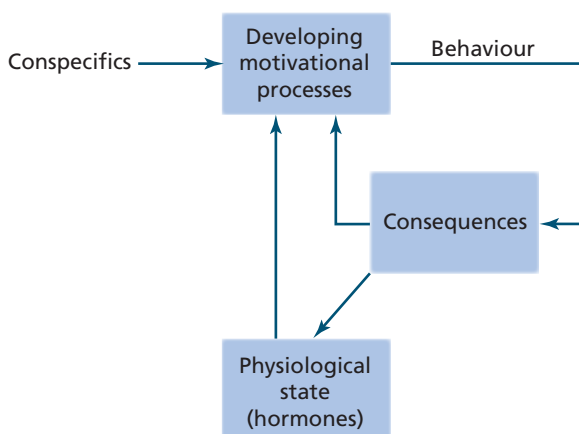 Conspecifics
Developing
motivational
processes
Behaviour
Consequences
Physiological
state
(hormones)